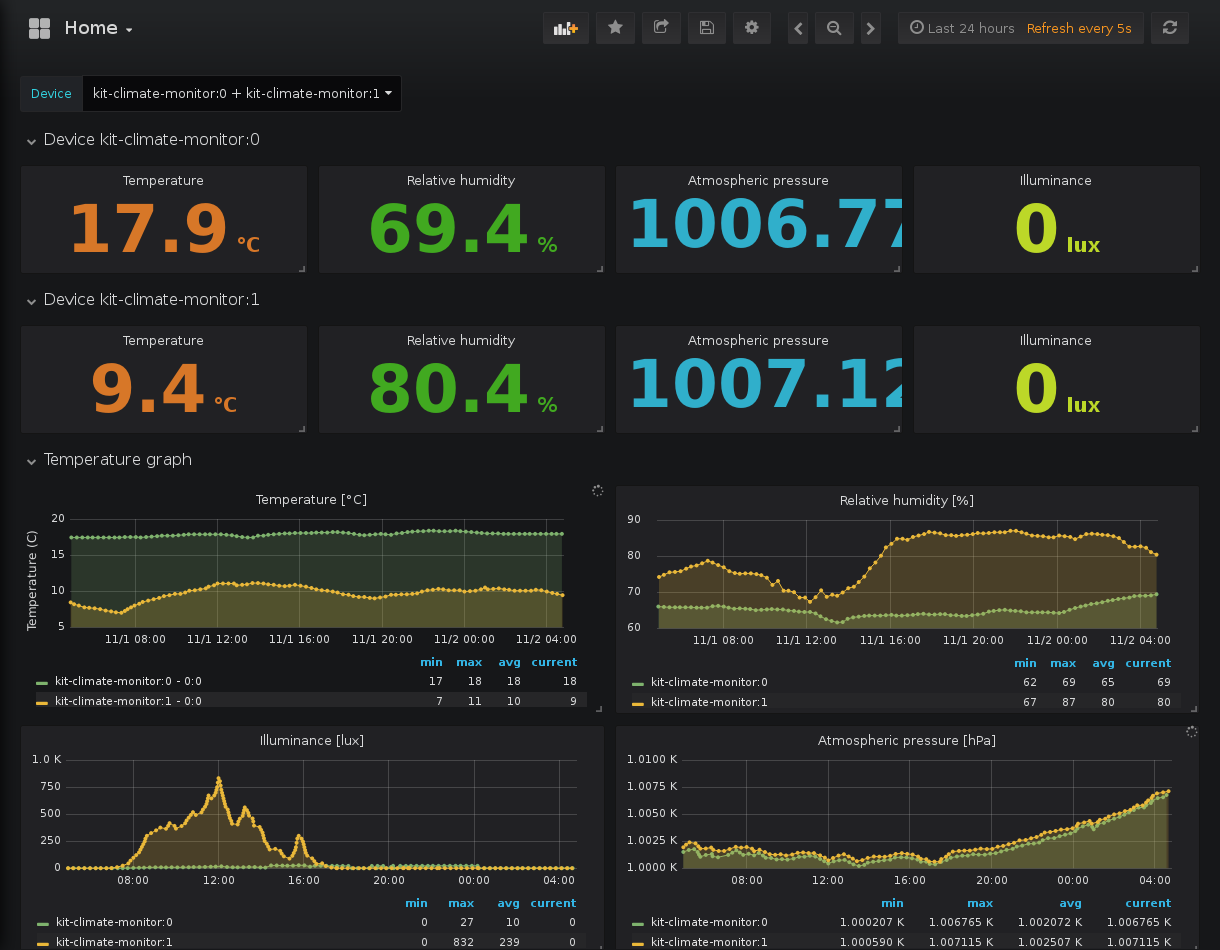 Home
Last 24 hours Refresh every 5s
Device kit-climate-monitor:0 + kit-climate-monitor:1
Device kit-climate-monitor:0
Temperature Relative humidity Atmospheric pressure Illuminance
17.9 °C 69.4 % 1006.77 0 lux
Device kit-climate-monitor:1
Temperature Relative humidity Atmospheric pressure Illuminance
9.4 °C 80.4 % 1007.12 0 lux
Temperature graph
Temperature [°C]
Temperature (C)
20
15
10
5
11/1 08:00 11/1 12:00 11/1 16:00 11/1 20:00 11/2 00:00 11/2 04:00
min max avg current
kit-climate-monitor:0 - 0:0 17 18 18 18
kit-climate-monitor:1 - 0:0 7 11 10 9
Relative humidity [%]
90
80
70
60
11/1 08:00 11/1 12:00 11/1 16:00 11/1 20:00 11/2 00:00 11/2 04:00
min max avg current
kit-climate-monitor:0 62 69 65 69
kit-climate-monitor:1 67 87 80 80
Illuminance [lux]
1.0 K
750
500
250
0
08:00 12:00 16:00 20:00 00:00 04:00
min max avg current
kit-climate-monitor:0 0 27 10 0
kit-climate-monitor:1 0 832 239 0
Atmospheric pressure [hPa]
1.0100 K
1.0075 K
1.0050 K
1.0025 K
1.0000 K
08:00 12:00 16:00 20:00 00:00 04:00
min max avg current
kit-climate-monitor:0 1.000207 K 1.006765 K 1.002072 K 1.006765 K
kit-climate-monitor:1 1.000590 K 1.007115 K 1.002507 K 1.007115 K